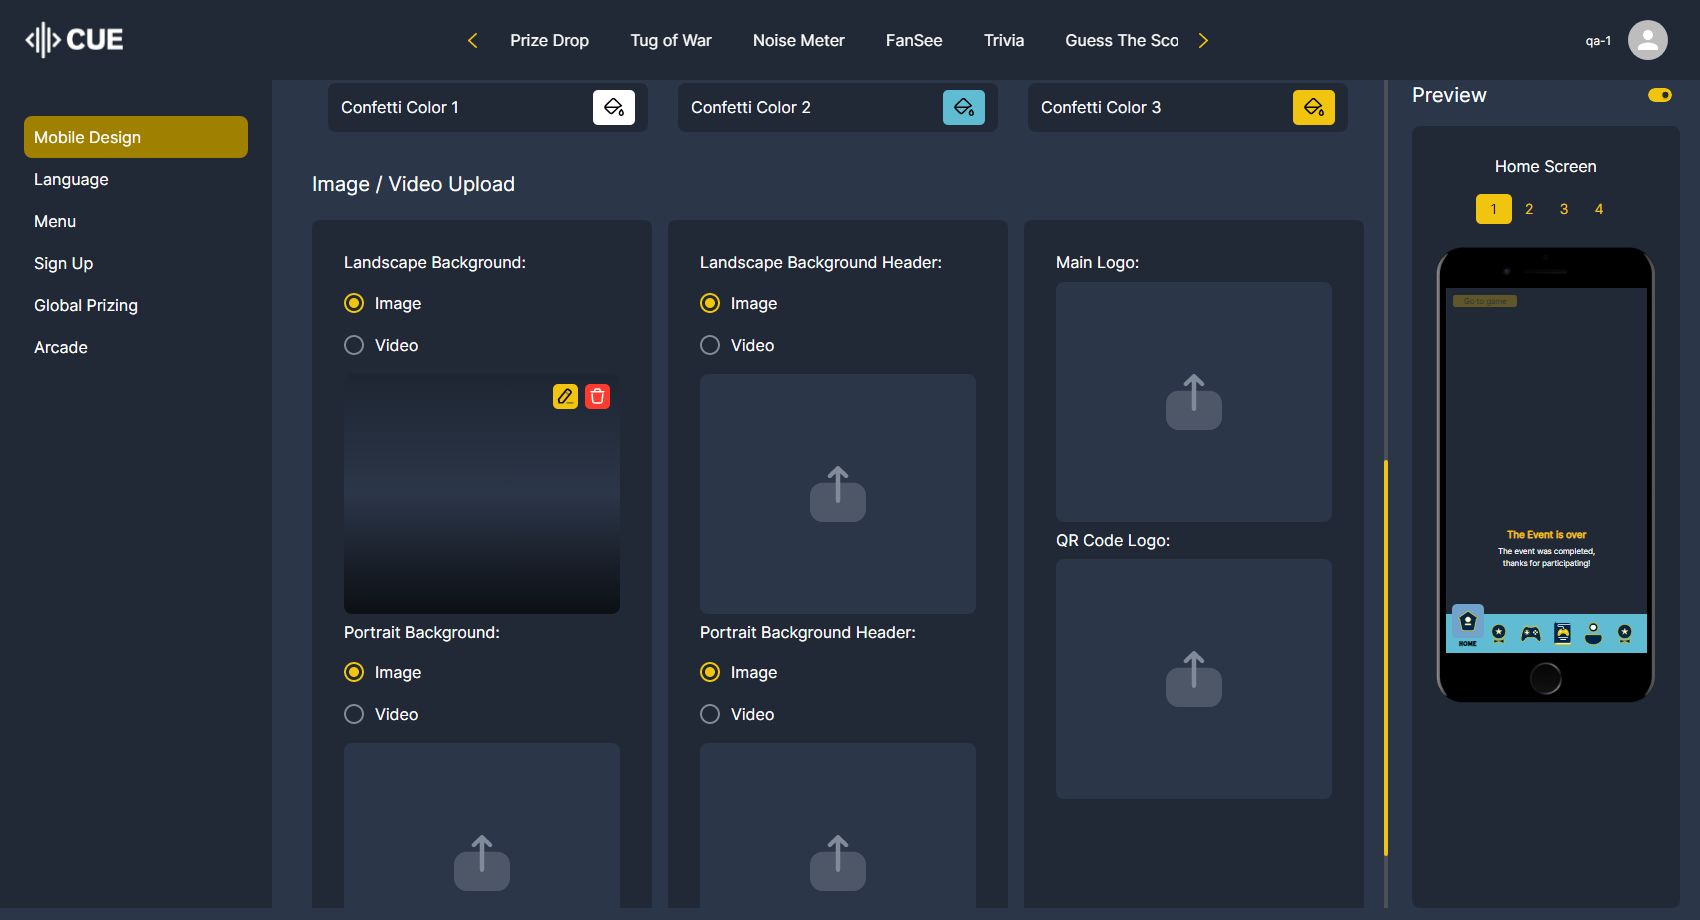 CUE
Prize Drop
Tug of War
Noise Meter
FanSee
Trivia
Guess The Sco
qa-1
Mobile Design
Language
Menu
Sign Up
Global Prizing
Arcade
Confetti Color 1
Confetti Color 2
Confetti Color 3
Image / Video Upload
Landscape Background:
Image
Video
Portrait Background:
Image
Video
Landscape Background Header:
Image
Video
Portrait Background Header:
Image
Video
Main Logo:
QR Code Logo:
Preview
Home Screen
1 2 3 4
Go to game
The Event is over
The event was completed,
thanks for participating!
HOME